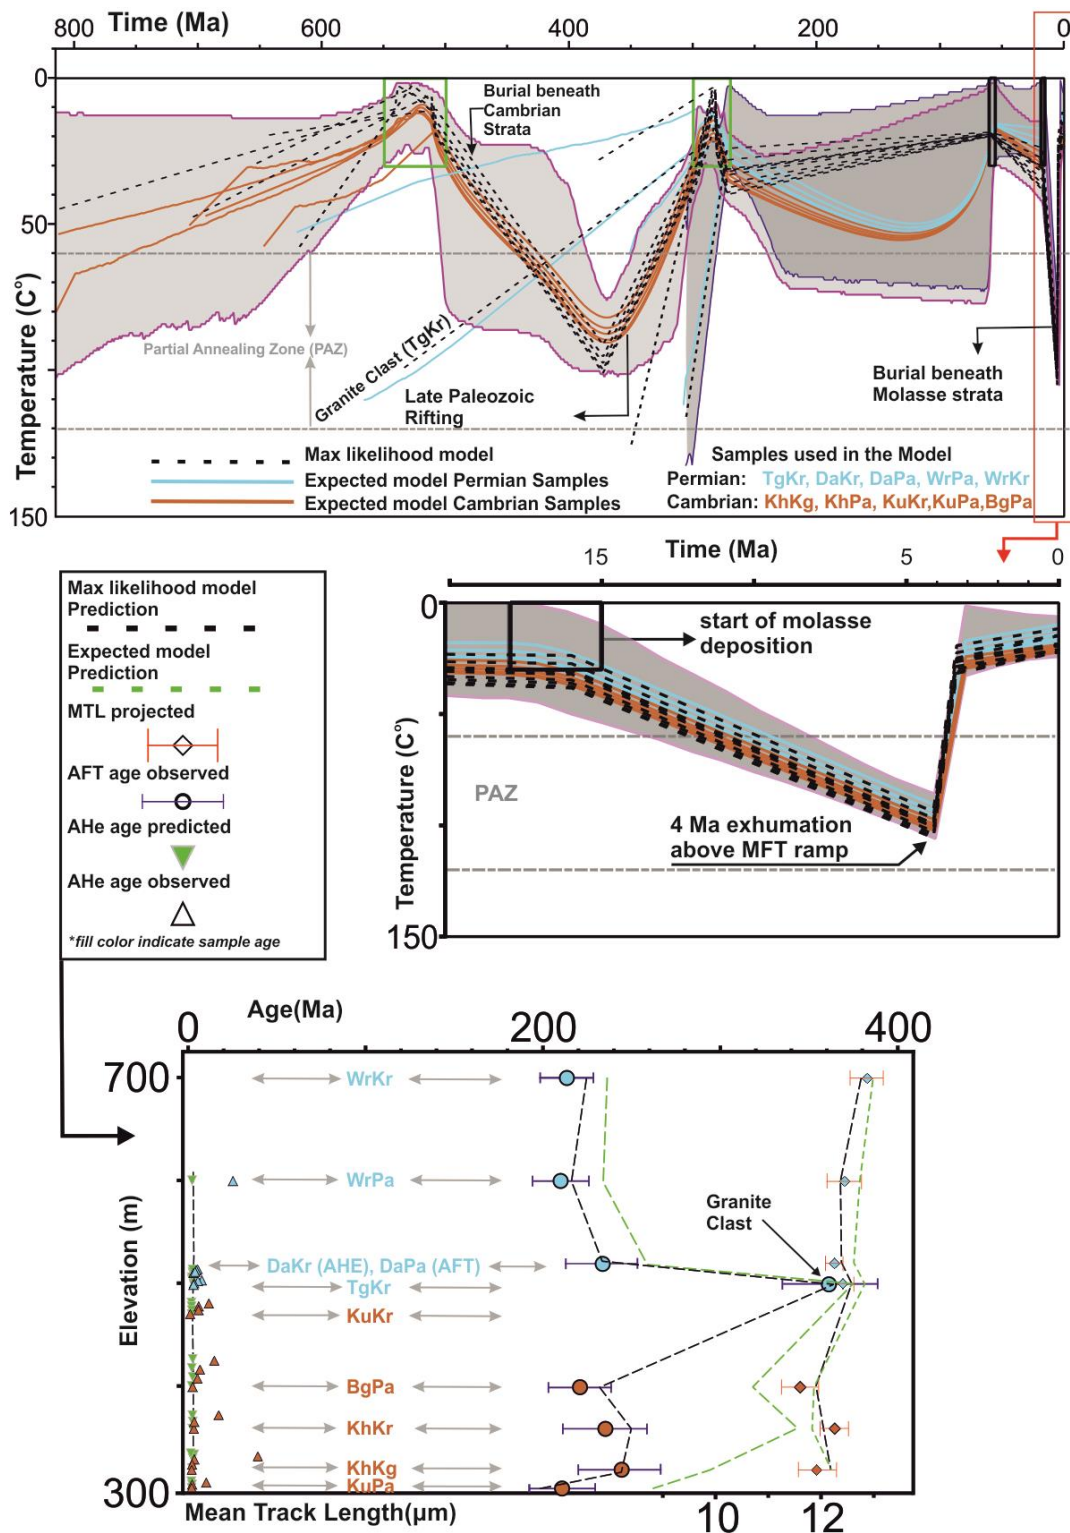 Time (Ma)
800
600
400
200
0
0
50
150
Temperature (C°)
Burial beneath
Cambrian
Strata
Partial Annealing Zone (PAZ)
Granite Clast (TgKr)
Late Paleozoic
Rifting
Burial beneath
Molasse strata
Max likelihood model
Expected model Permian Samples
Expected model Cambrian Samples
Samples used in the Model
Permian: TgKr, DaKr, DaPa, WrPa, WrKr
Cambrian: KhKg, KhPa, KuKr,KuPa,BgPa
Time (Ma)
15
5
0
0
150
Temperature (C°)
start of molasse
deposition
PAZ
4 Ma exhumation
above MFT ramp
Max likelihood model
Prediction
Expected model
Prediction
MTL projected
AFT age observed
AHe age predicted
AHe age observed
*fill color indicate sample age
Age(Ma)
0
200
400
700
300
Elevation (m)
WrKr
WrPa
DaKr (AHE), DaPa (AFT)
TgKr
KuKr
BgPa
KhKr
KhKg
KuPa
Granite
Clast
Mean Track Length(µm)
10
12